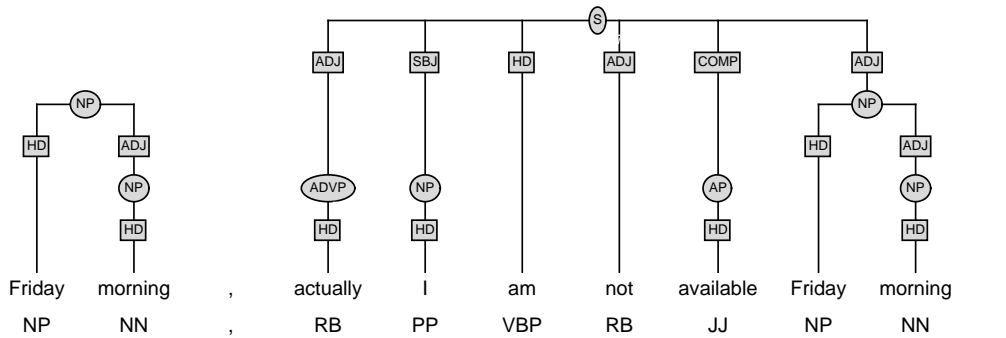 S
ADJ SBJ HD ADJ COMP ADJ
NP NP
HD ADJ HD ADJ
NP ADVP NP AP NP
HD HD HD HD HD
Friday morning , actually I am not available Friday morning
NP NN , RB PP VBP RB JJ NP NN